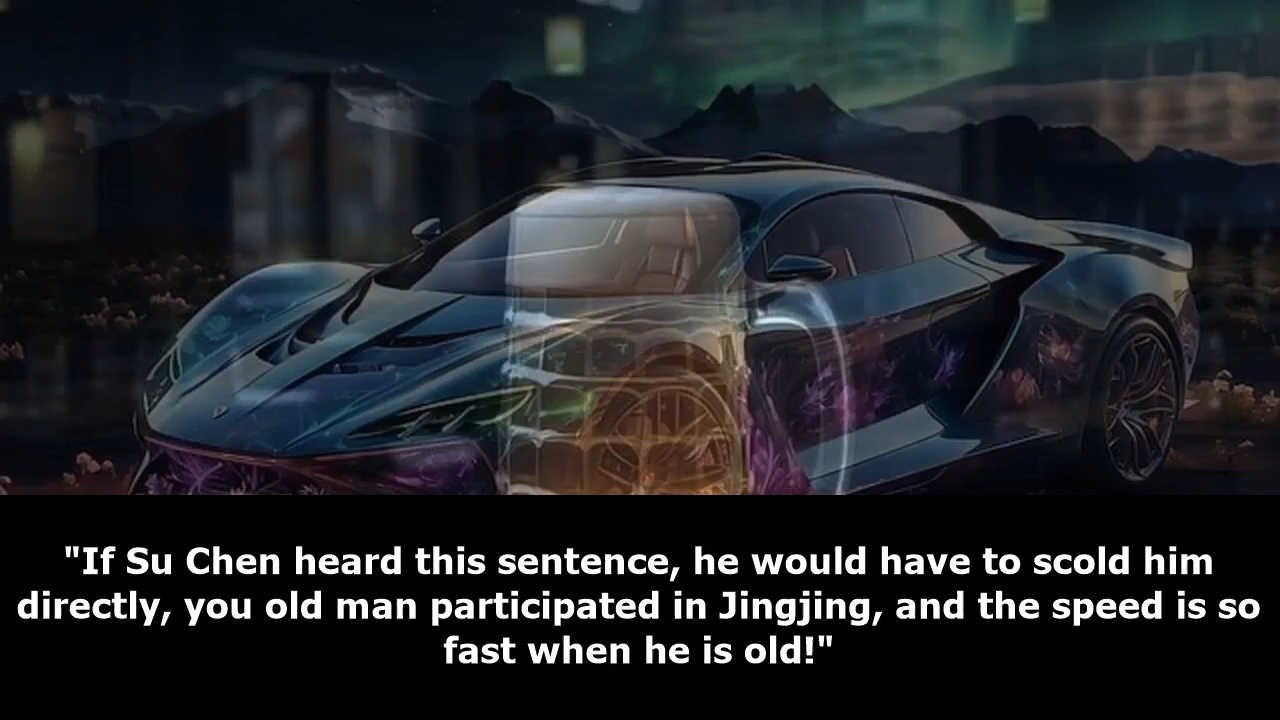 "If Su Chen heard this sentence, he would have to scold him
directly, you old man participated in Jingjing, and the speed is so
fast when he is old!"